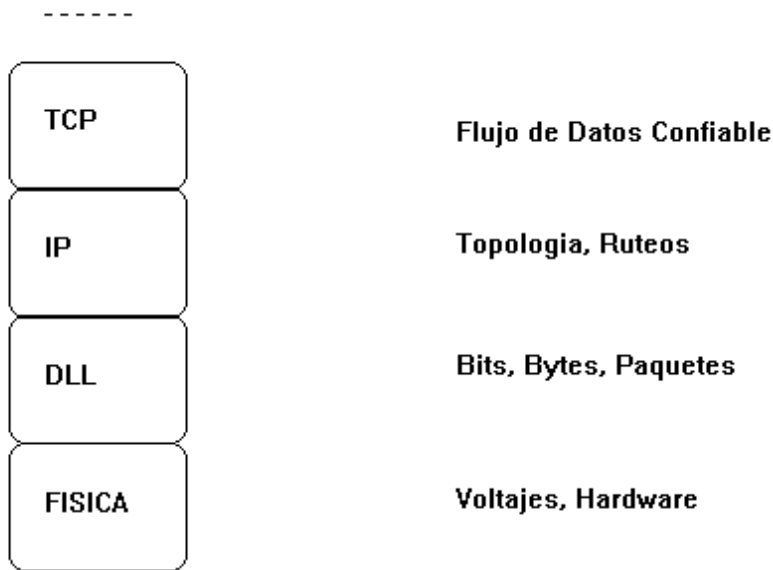 ------
TCP
Flujo de Datos Confiable
IP
Topologia, Ruteos
DLL
Bits, Bytes, Paquetes
FISICA
Voltajes, Hardware